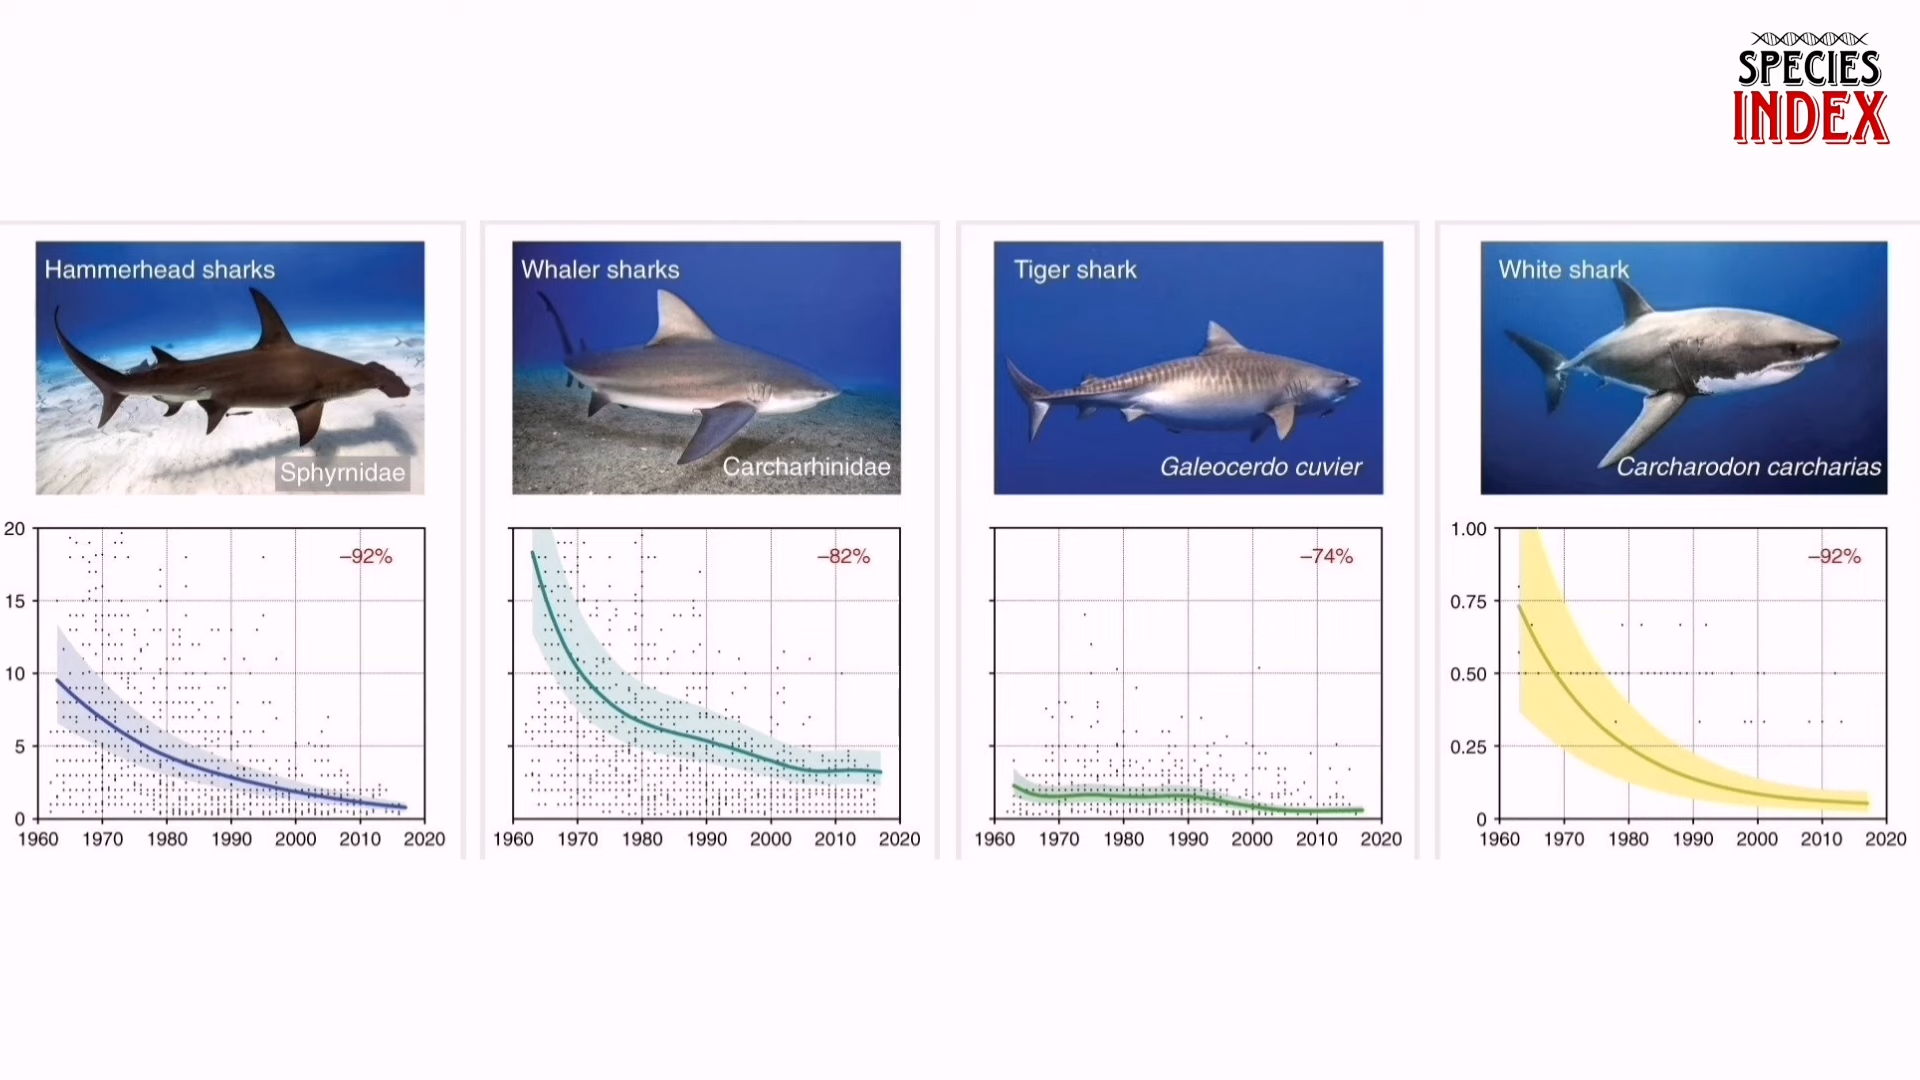 SPECIES
INDEX
Hammerhead sharks
Sphyrnidae
Whaler sharks
Carcharhinidae
Tiger shark
Galeocerdo cuvier
White shark
Carcharodon carcharias
20
15
10
5
0
–92%
1960 1970 1980 1990 2000 2010 2020
–82%
1960 1970 1980 1990 2000 2010 2020
–74%
1960 1970 1980 1990 2000 2010 2020
1.00
0.75
0.50
0.25
0
–92%
1960 1970 1980 1990 2000 2010 2020